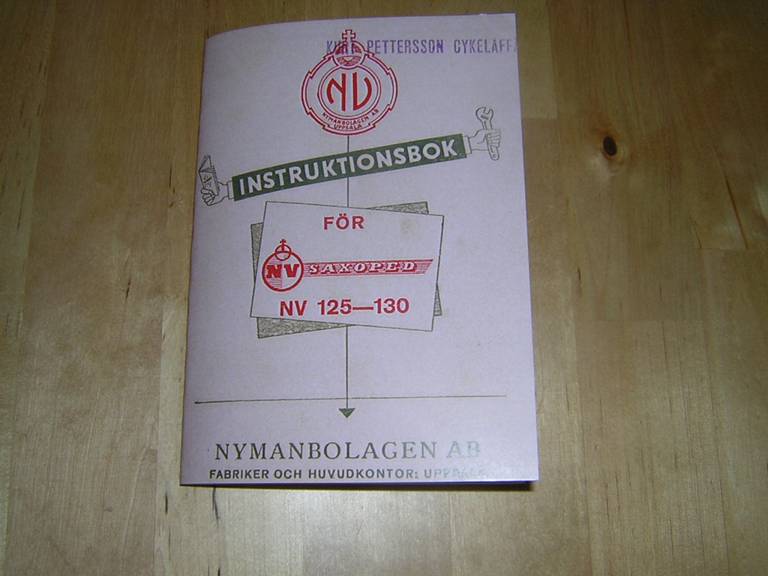 KURT PETTERSSON CYKELAFF
NV
NYMANBOLAGEN AB
UPPSALA
INSTRUKTIONSBOK
FÖR
NV SAXOPED
NV 125—130
NYMANBOLAGEN AB
FABRIKER OCH HUVUDKONTOR: UPPSALA